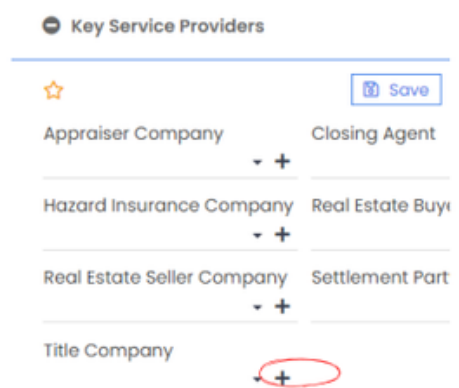 Key Service Providers
Save
Appraiser Company Closing Agent
Hazard Insurance Company Real Estate
Real Estate Seller Company Settlement
Title Company